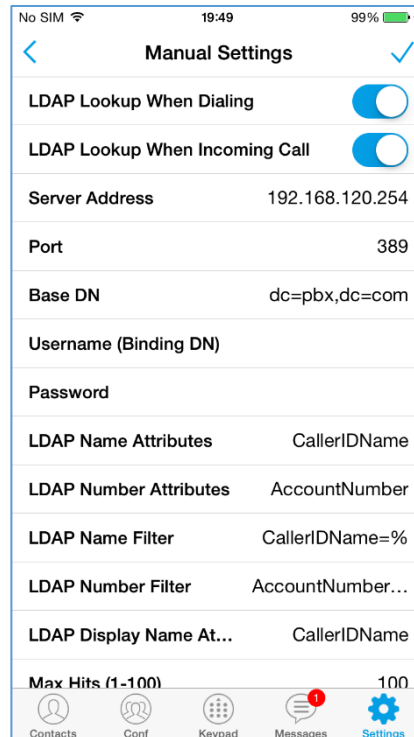 No SIM 19:49 99%
Manual Settings
LDAP Lookup When Dialing
LDAP Lookup When Incoming Call
Server Address 192.168.120.254
Port 389
Base DN dc=pbx,dc=com
Username (Binding DN)
Password
LDAP Name Attributes CallerIDName
LDAP Number Attributes AccountNumber
LDAP Name Filter CallerIDName=%
LDAP Number Filter AccountNumber...
LDAP Display Name At... CallerIDName
Max Hits (1-100) 100
1
Contacts Conf Keypad Messages Settings